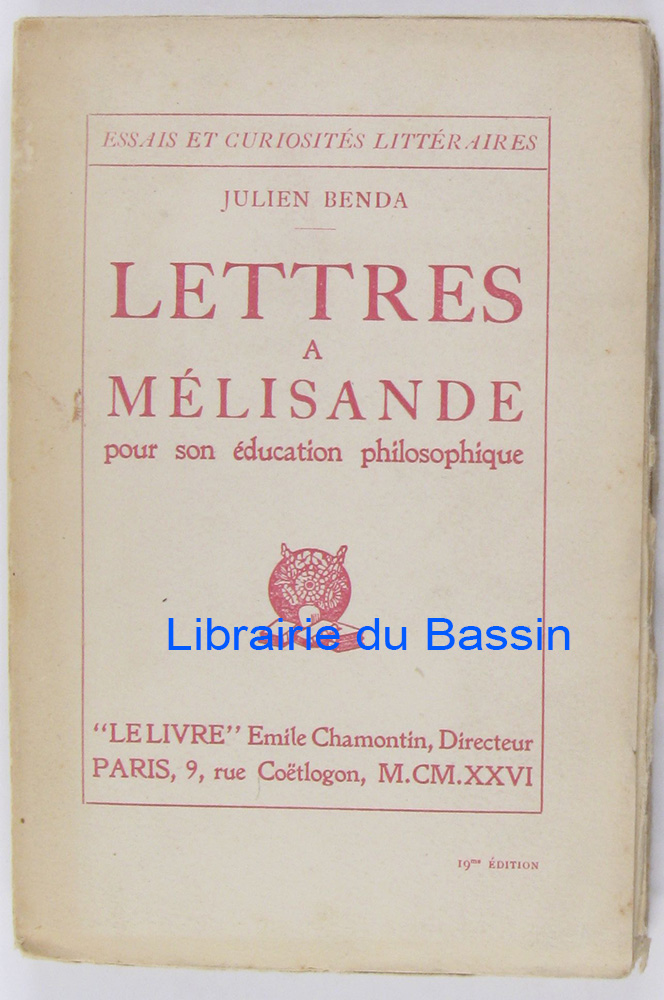 ESSAIS ET CURIOSITÉS LITTÉRAIRES
JULIEN BENDA
LETTRES
A
MÉLISANDE
pour son éducation philosophique
Librairie du Bassin
"LE LIVRE" Emile Chamontin, Directeur
PARIS, 9, rue Coëtlogon, M.CM.XXVI
19me ÉDITION